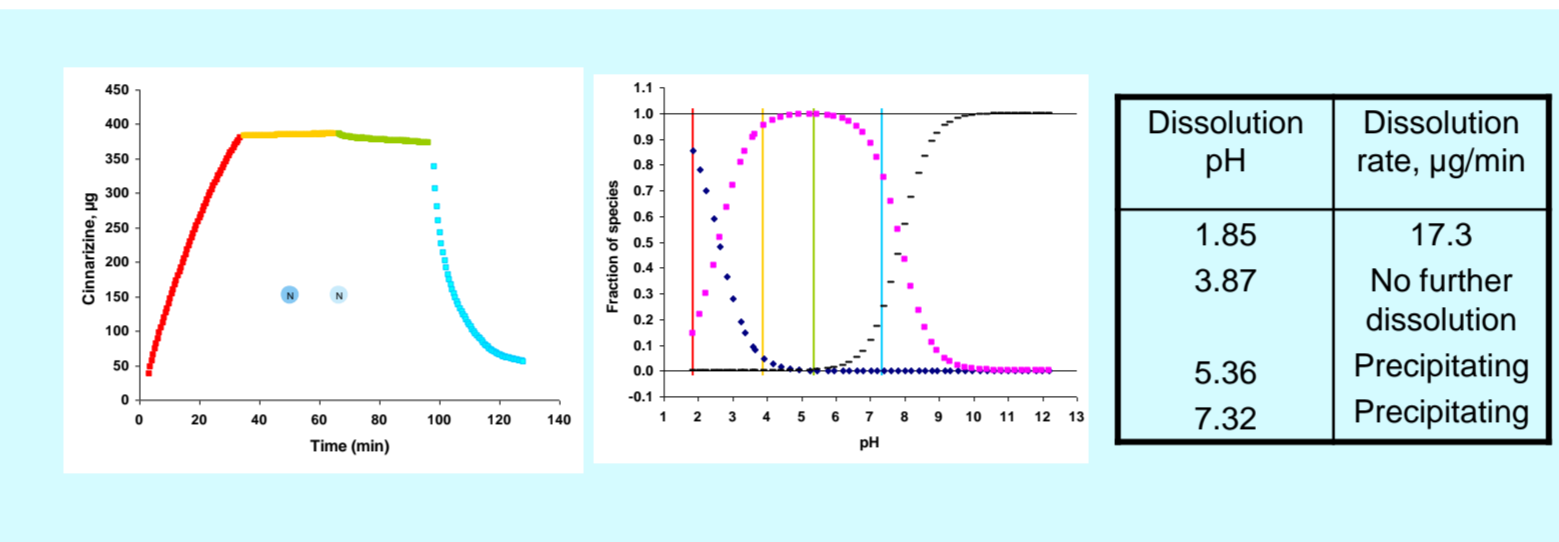 450
400
350
300
250
200
150
100
50
0
Cinnarizine, µg
N N
0 20 40 60 80 100 120 140
Time (min)
1.1
1.0
0.9
0.8
0.7
0.6
0.5
0.4
0.3
0.2
0.1
0.0
-0.1
Fraction of species
1 2 3 4 5 6 7 8 9 10 11 12 13
pH
Dissolution
pH
Dissolution
rate, µg/min
1.85
17.3
3.87
No further
dissolution
5.36
Precipitating
7.32
Precipitating